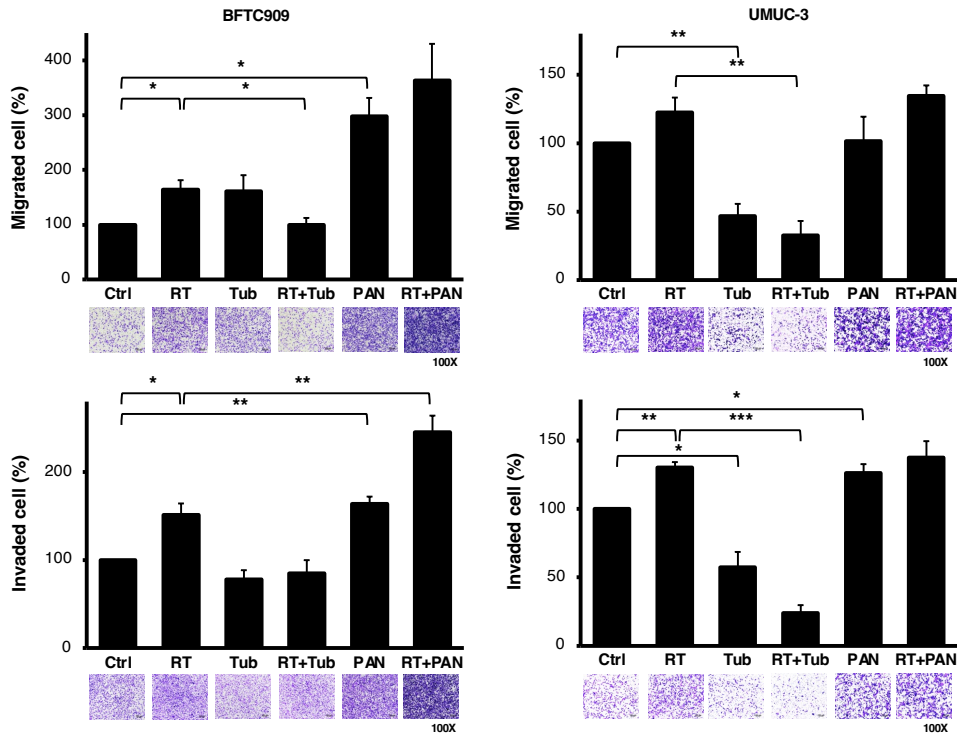 BFTC909
Migrated cell (%)
400
300
200
100
0
*
*
*
Ctrl RT Tub RT+Tub PAN RT+PAN
100X
UMUC-3
Migrated cell (%)
150
100
50
0
**
**
Ctrl RT Tub RT+Tub PAN RT+PAN
100X
Invaded cell (%)
200
100
0
* **
**
Ctrl RT Tub RT+Tub PAN RT+PAN
100X
Invaded cell (%)
150
100
50
0
*
** ***
*
Ctrl RT Tub RT+Tub PAN RT+PAN
100X